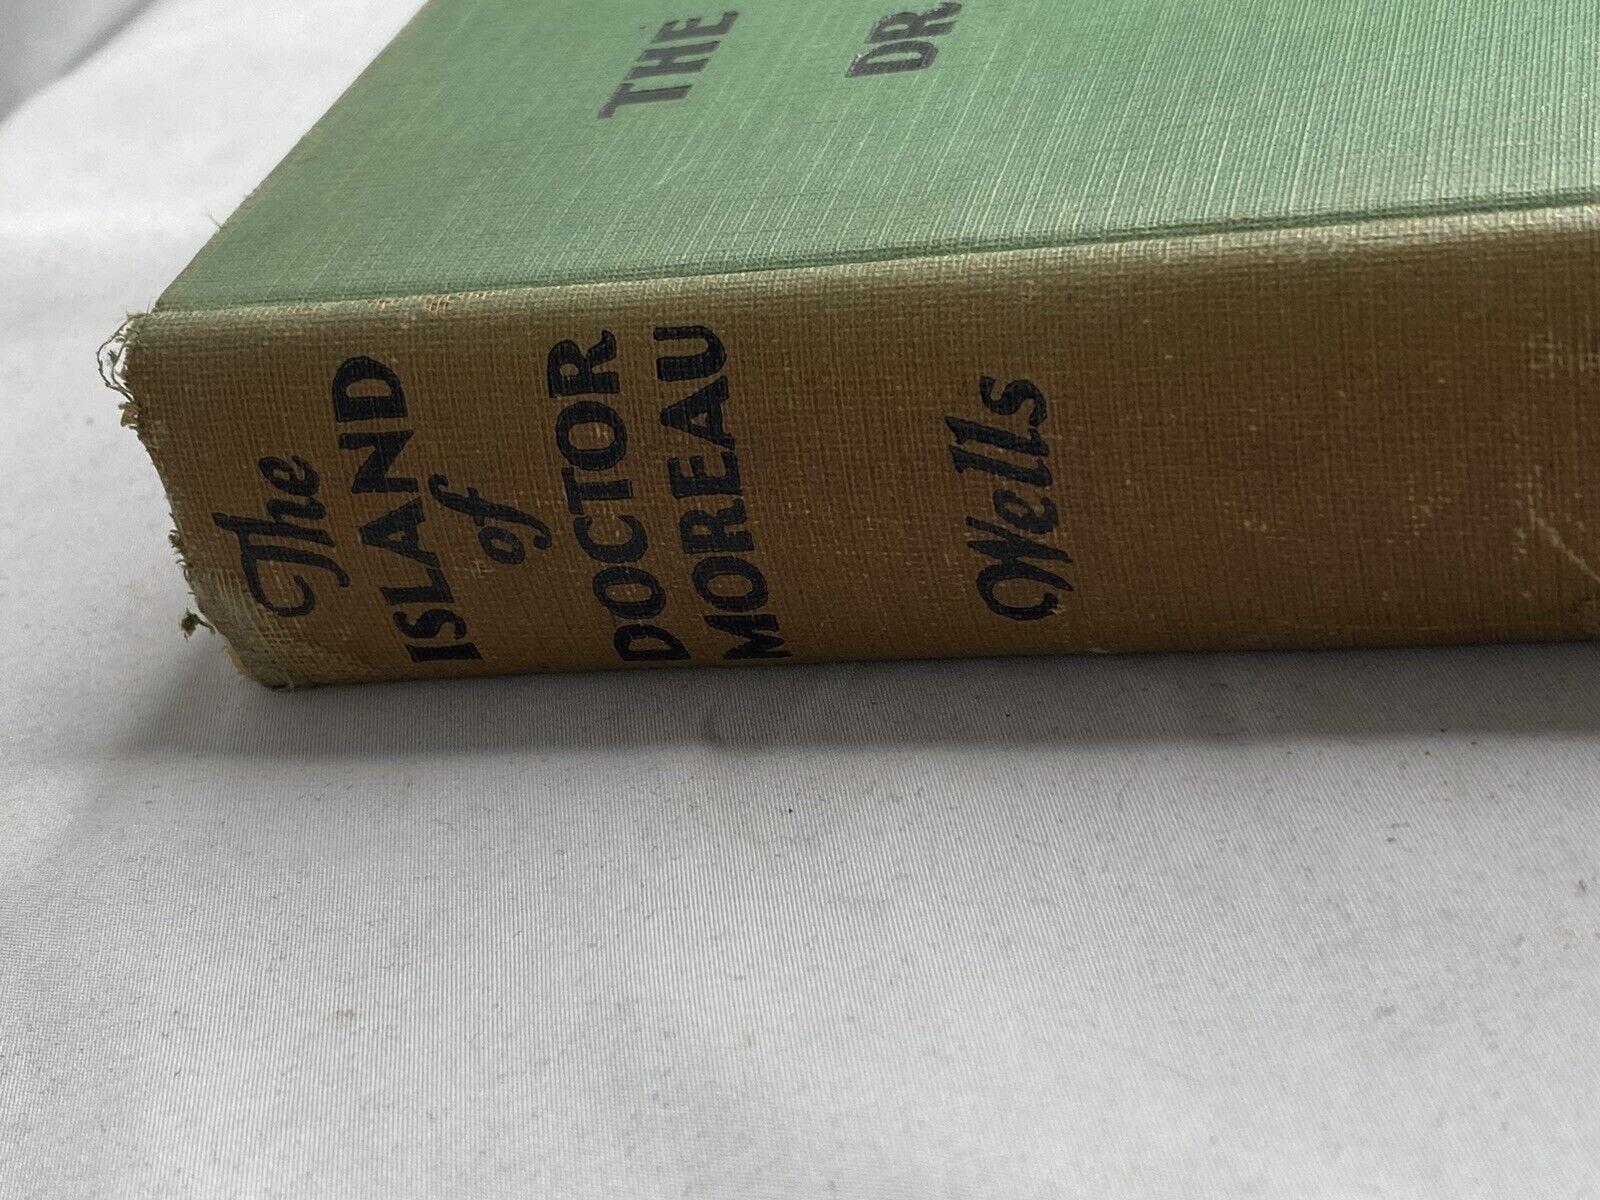 THE
DR
The
ISLAND
of
DOCTOR
MOREAU
Wells